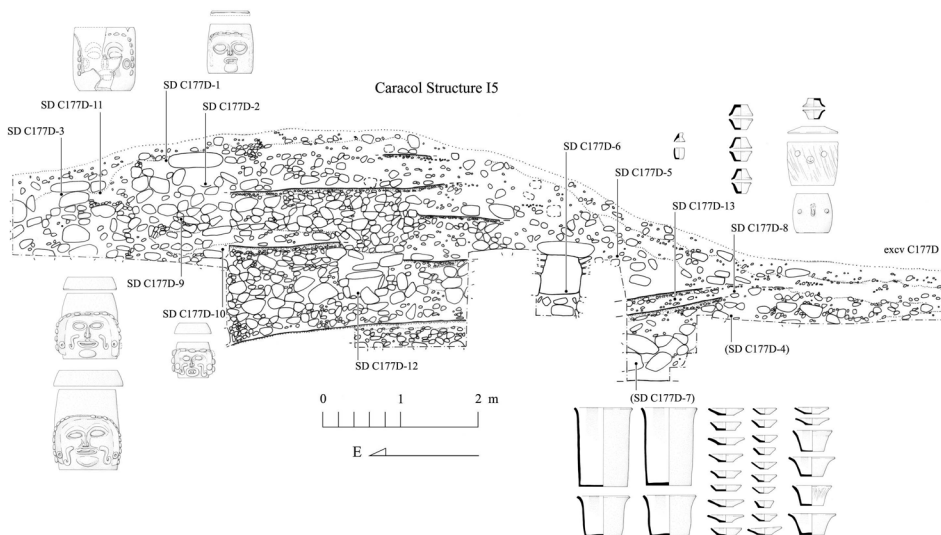 Caracol Structure I5
SD C177D-1
SD C177D-11
SD C177D-2
SD C177D-3
SD C177D-6
SD C177D-5
SD C177D-13
SD C177D-8
excv C177D
SD C177D-9
SD C177D-10
SD C177D-12
(SD C177D-4)
(SD C177D-7)
0 1 2 m
E